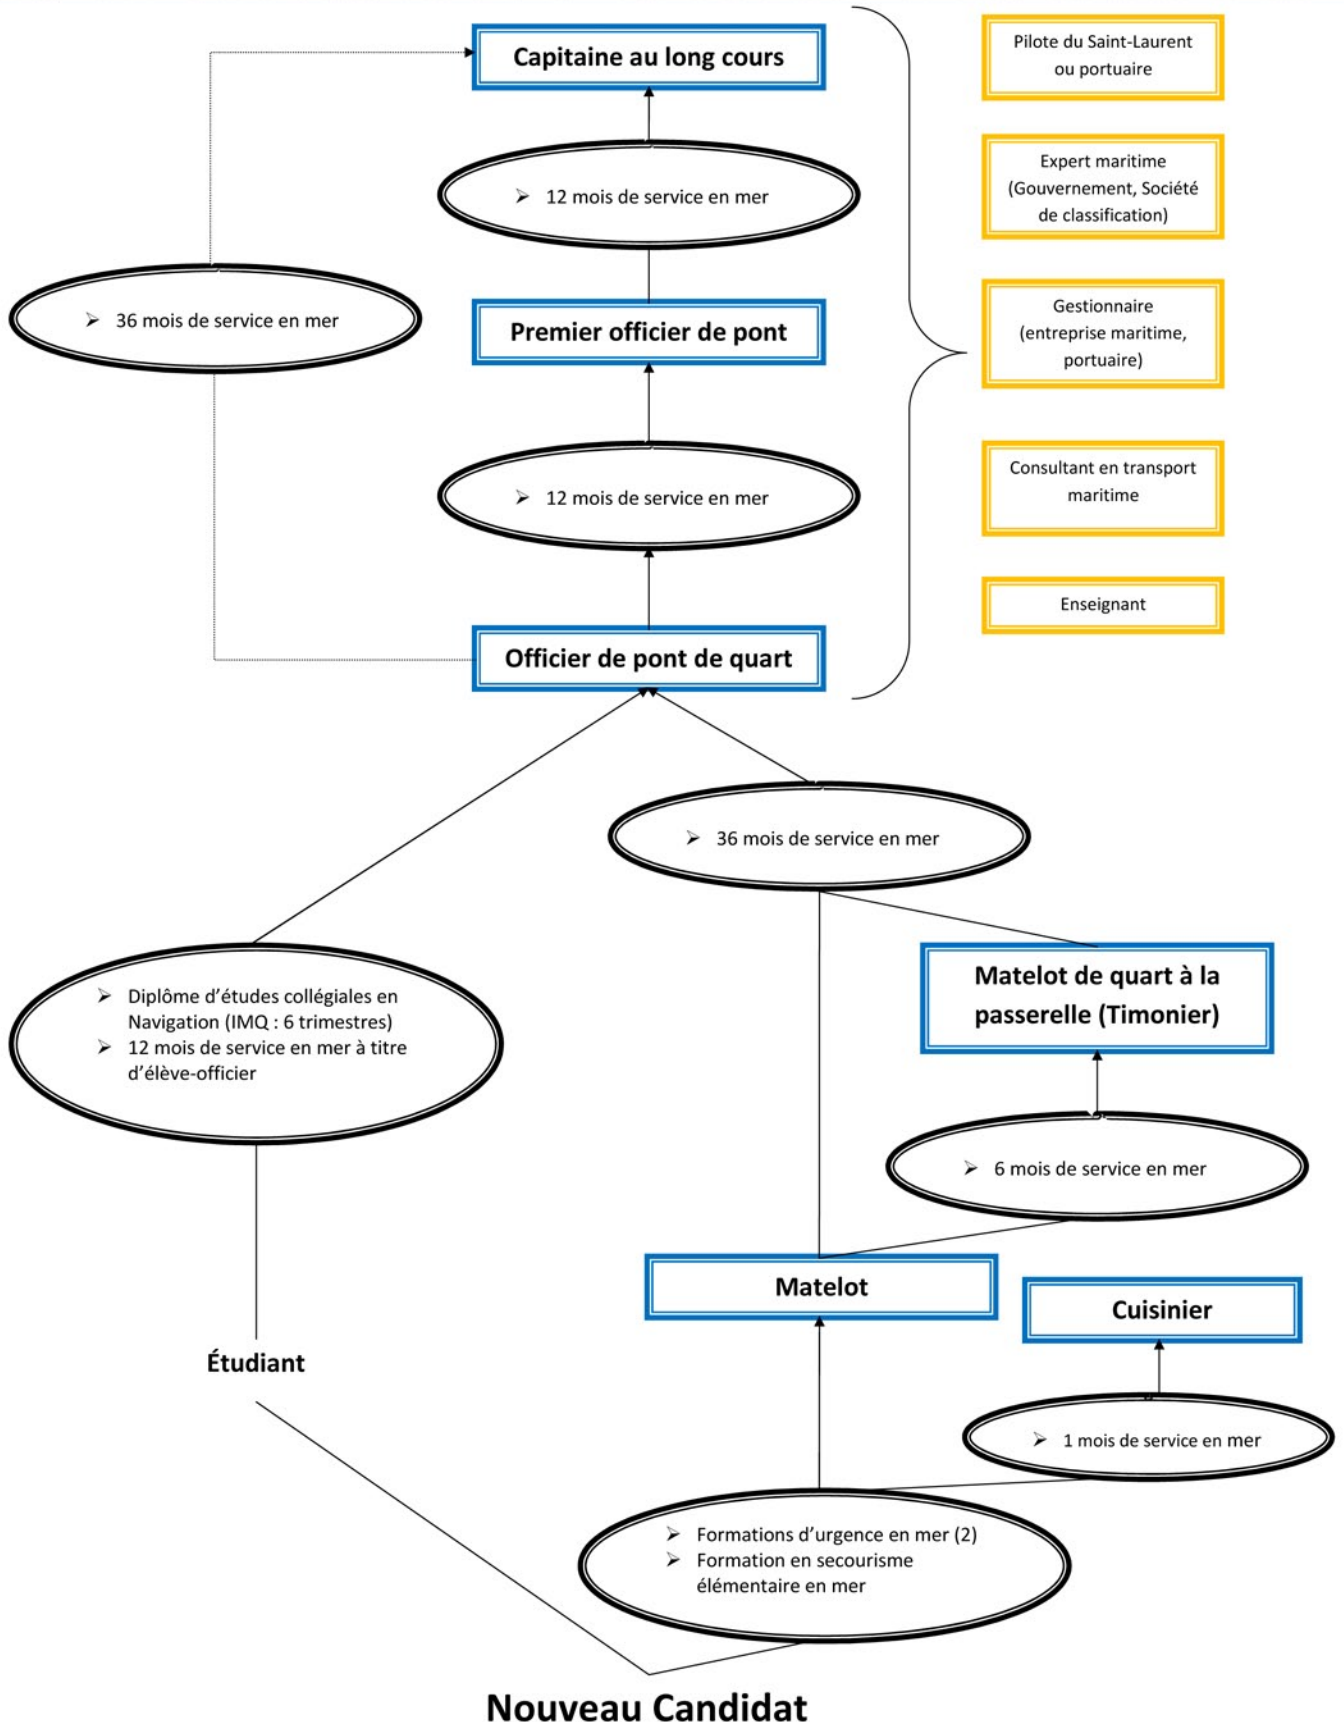 Capitaine au long cours
Pilote du Saint-Laurent
ou portuaire
➢ 12 mois de service en mer
Expert maritime
(Gouvernement, Société
de classification)
➢ 36 mois de service en mer
Premier officier de pont
Gestionnaire
(entreprise maritime,
portuaire)
➢ 12 mois de service en mer
Consultant en transport
maritime
Enseignant
Officier de pont de quart
➢ 36 mois de service en mer
➢ Diplôme d'études collégiales en
Navigation (IMQ : 6 trimestres)
➢ 12 mois de service en mer à titre
d'élève-officier
Matelot de quart à la
passerelle (Timonier)
➢ 6 mois de service en mer
Matelot
Cuisinier
Étudiant
➢ 1 mois de service en mer
➢ Formations d'urgence en mer (2)
➢ Formation en secourisme
élémentaire en mer
Nouveau Candidat